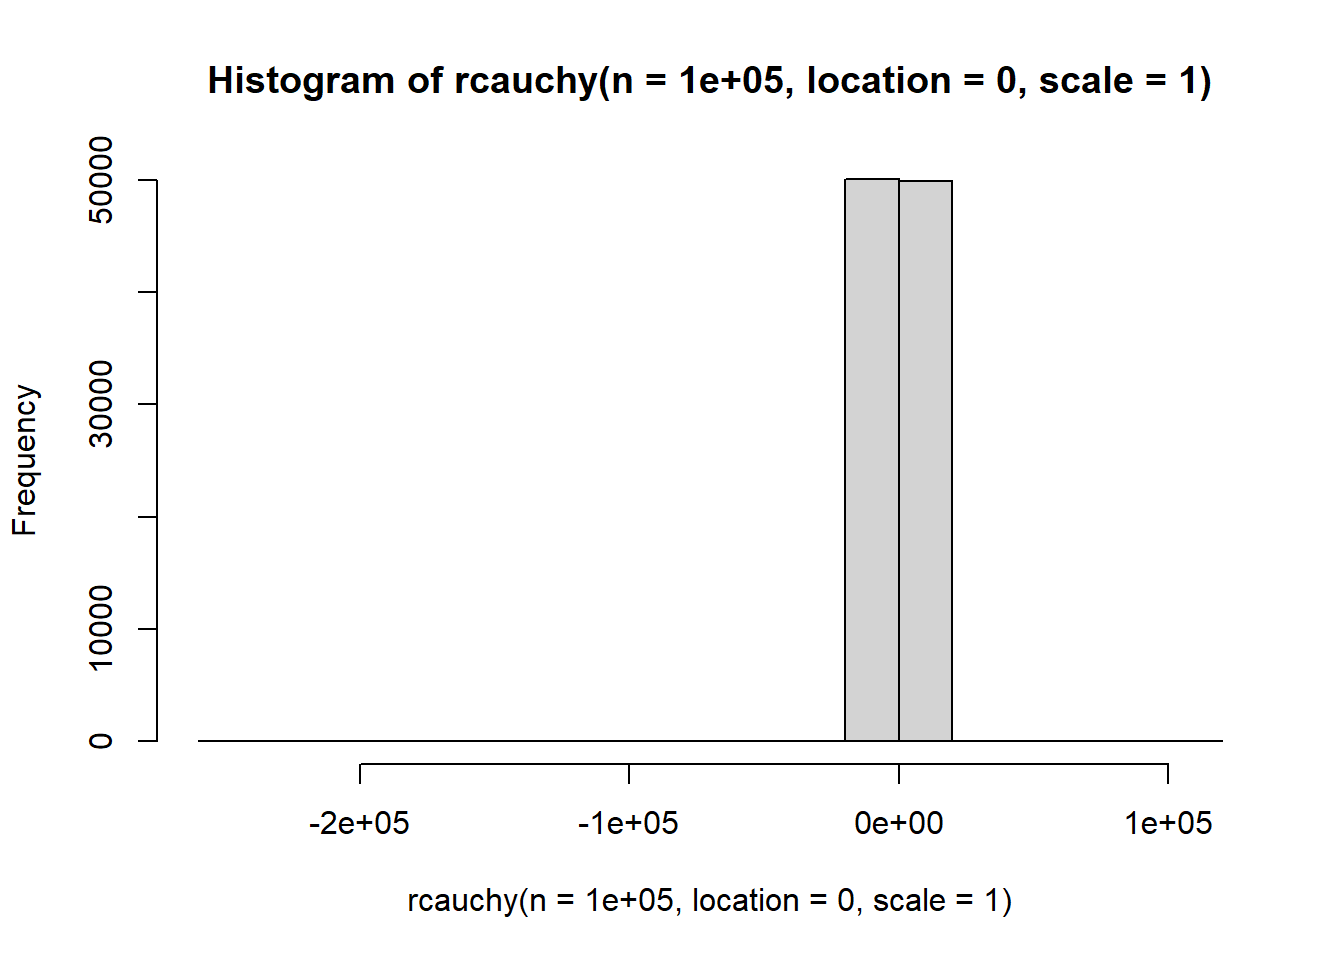 Histogram of rcauchy(n = 1e+05, location = 0, scale = 1)
Frequency
50000
30000
10000
0
-2e+05 -1e+05 0e+00 1e+05
rcauchy(n = 1e+05, location = 0, scale = 1)